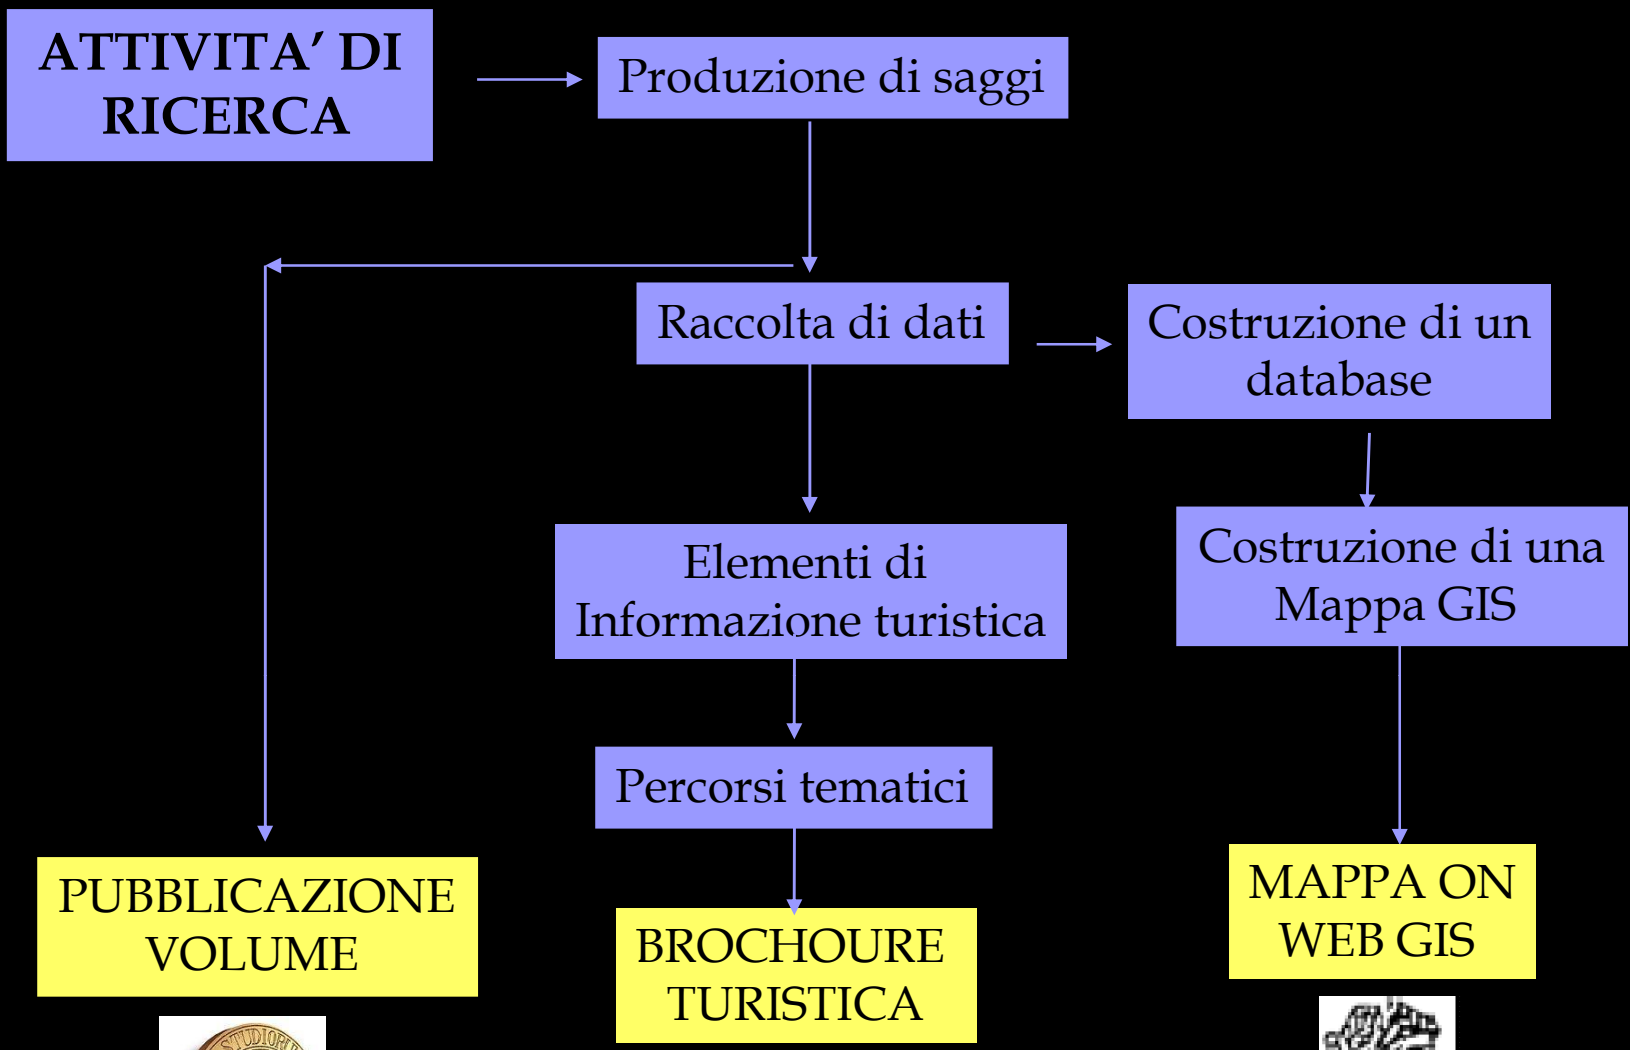 ATTIVITA’ DI
RICERCA
Produzione di saggi
Raccolta di dati
Costruzione di un
database
Elementi di
Informazione turistica
Costruzione di una
Mappa GIS
Percorsi tematici
PUBBLICAZIONE
VOLUME
BROCHOURE
TURISTICA
MAPPA ON
WEB GIS